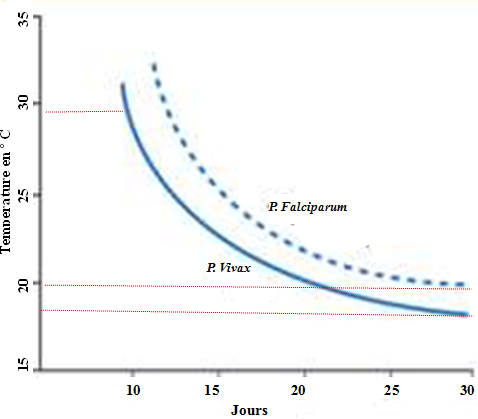 35
30
25
20
15
Temperature en ° C
P. Falciparum
P. Vivax
10 15 20 25 30
Jours